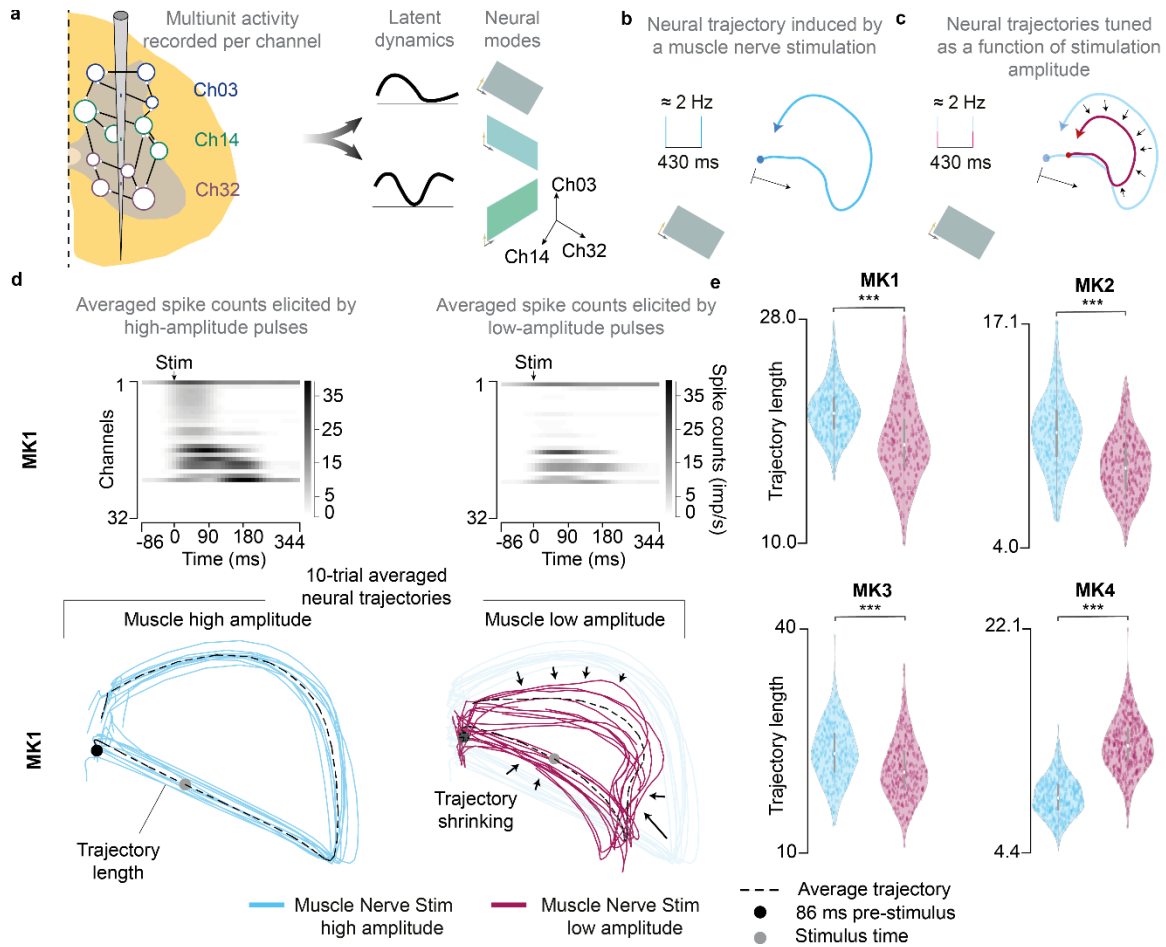 a
Multiunit activity
recorded per channel
Ch03
Ch14
Ch32
Latent
dynamics
Neural
modes
Ch03
Ch14
Ch32
b
Neural trajectory induced by
a muscle nerve stimulation
≈ 2 Hz
430 ms
c
Neural trajectories tuned
as a function of stimulation
amplitude
≈ 2 Hz
430 ms
d
Averaged spike counts elicited by
high-amplitude pulses
Stim
MK1
Channels
1
32
-86 0 90 180 344
Time (ms)
35
25
15
5
0
Averaged spike counts elicited by
low-amplitude pulses
Stim
1
32
-86 0 90 180 344
Time (ms)
35
25
15
5
0
Spike counts (imp/s)
10-trial averaged
neural trajectories
Muscle high amplitude
Muscle low amplitude
MK1
Trajectory
length
Trajectory
shrinking
Muscle Nerve Stim
high amplitude
Muscle Nerve Stim
low amplitude
e
MK1
***
28.0
Trajectory length
10.0
MK2
***
17.1
4.0
MK3
***
40
Trajectory length
10
MK4
***
22.1
4.4
Average trajectory
86 ms pre-stimulus
Stimulus time